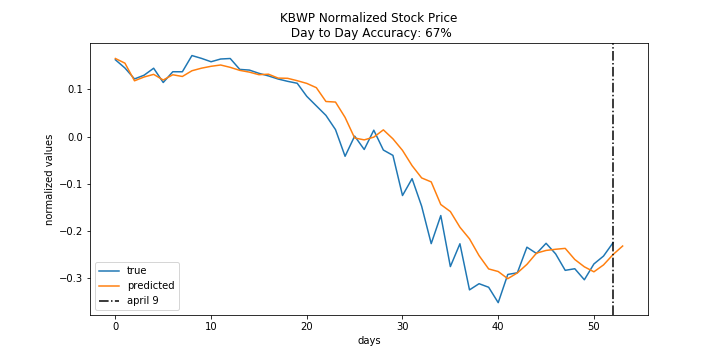 KBWP Normalized Stock Price
Day to Day Accuracy: 67%
normalized values
0.1
0.0
−0.1
−0.2
−0.3
true
predicted
april 9
0 10 20 30 40 50
days